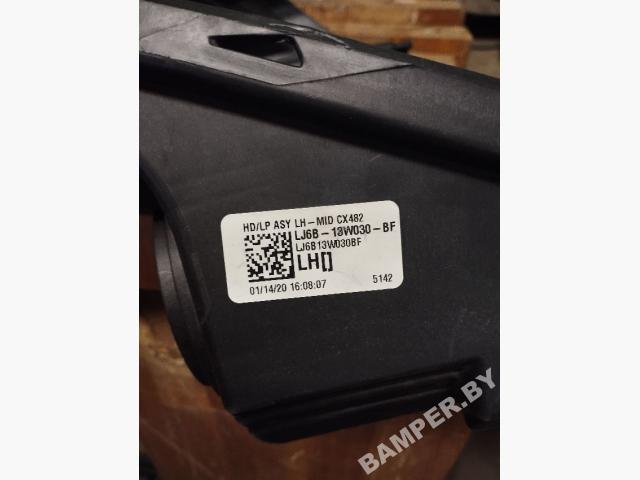 HD/LP ASY LH-MID CX482
LJ6B-13W030-BF
LJ6B13W030BF
LH[]
01/14/20 16:08:07 5142
BAMPER.BY